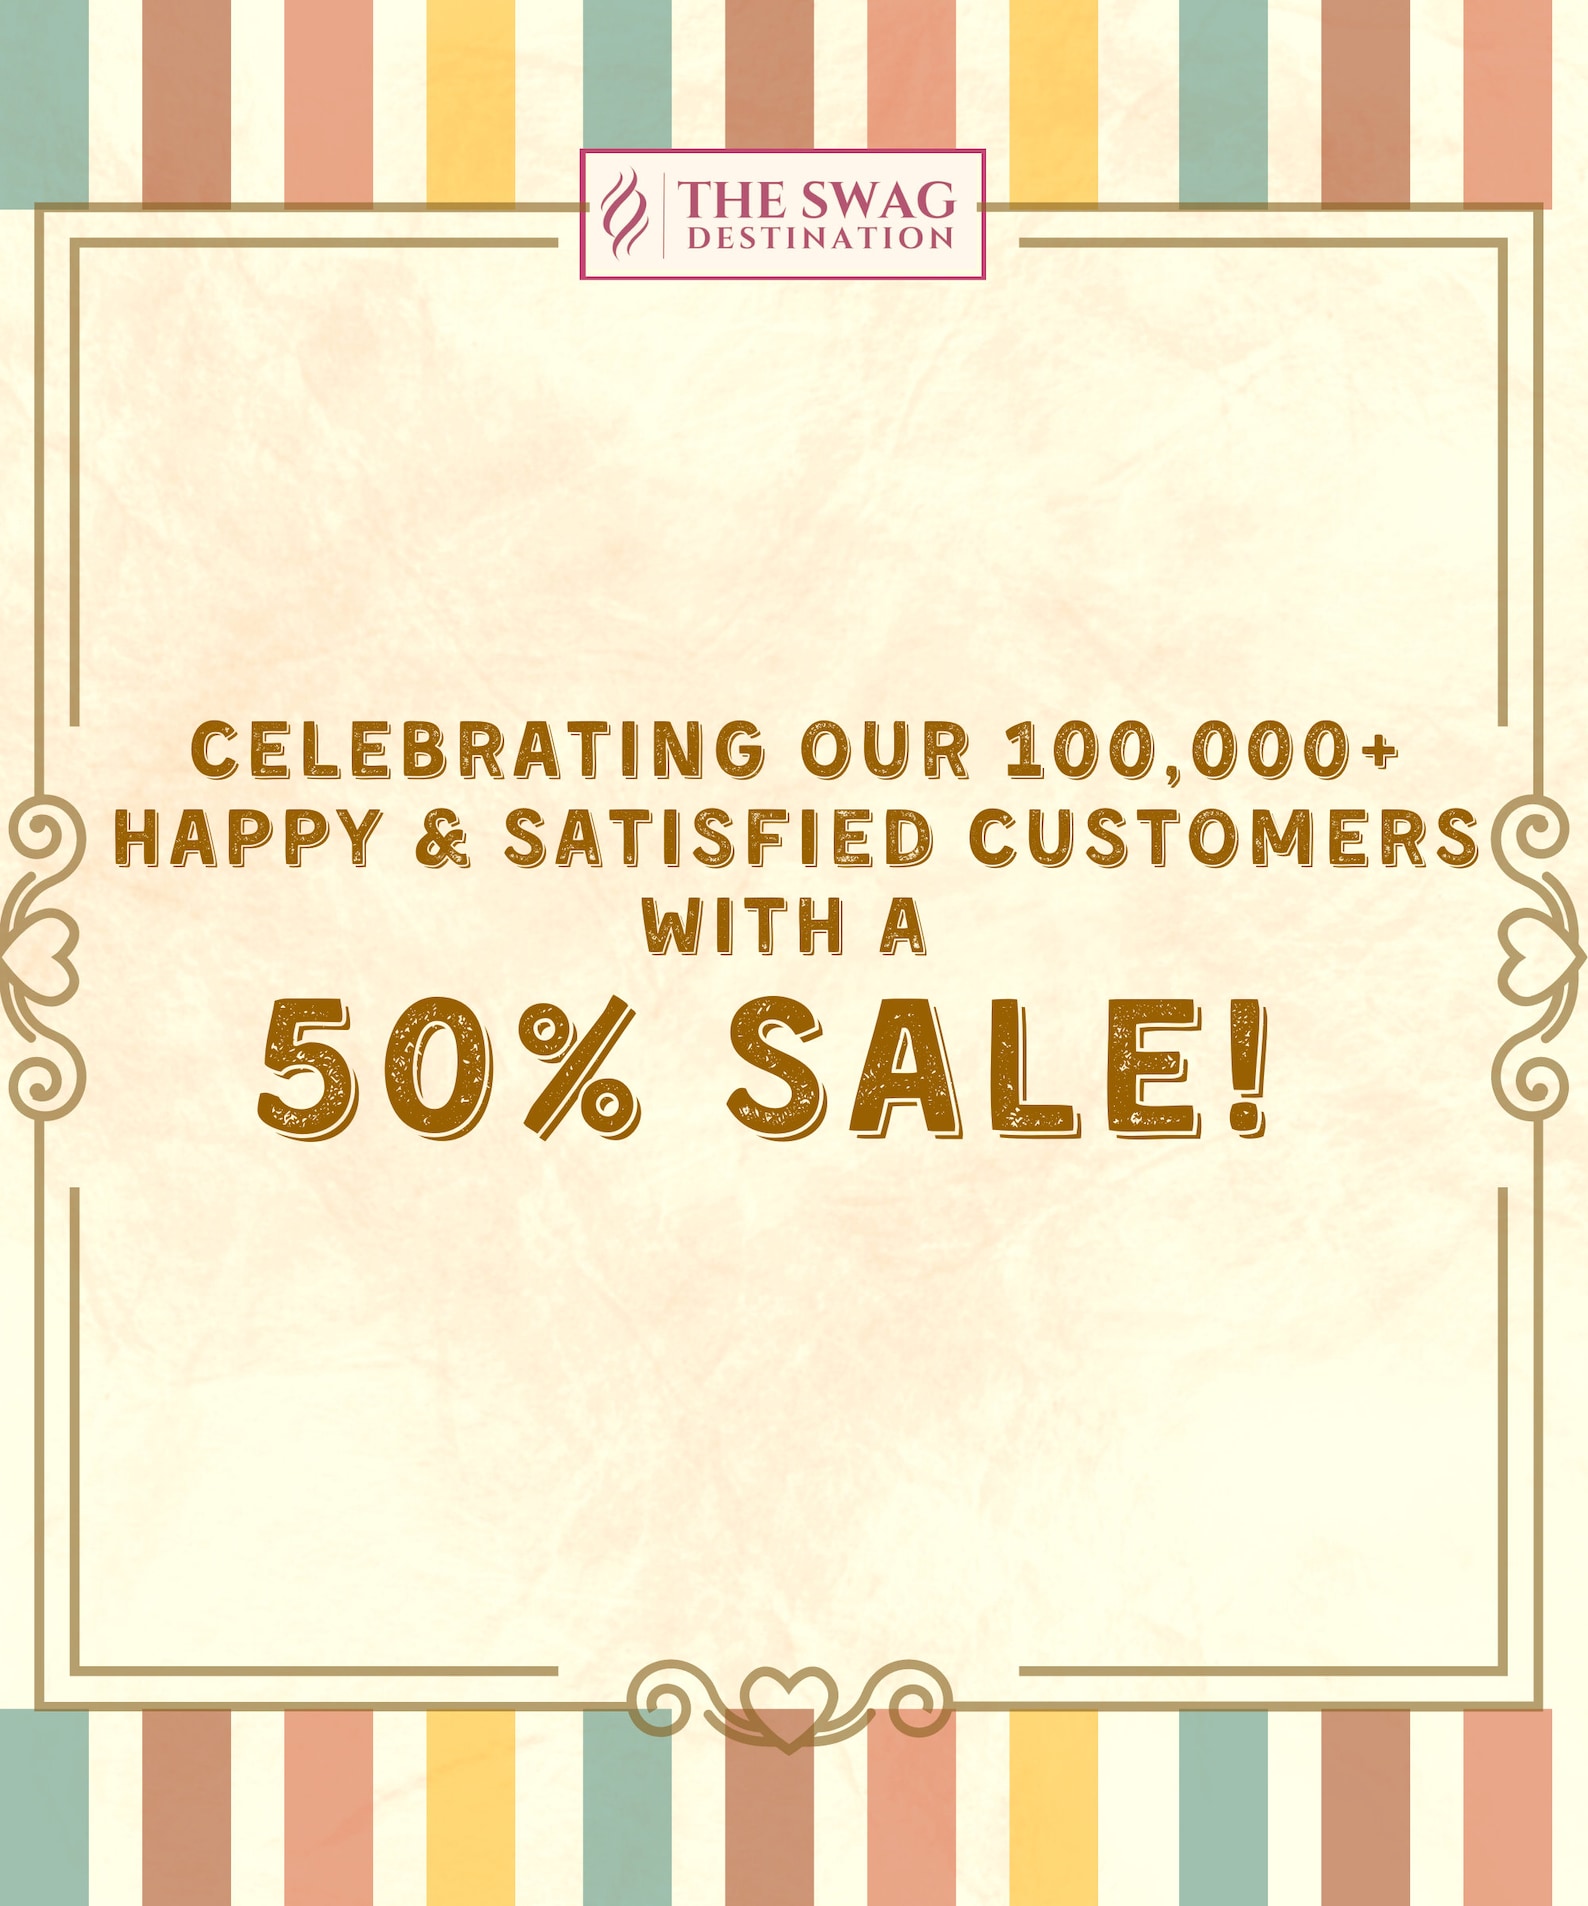 THE SWAG
DESTINATION
CELEBRATING OUR 100,000+
HAPPY & SATISFIED CUSTOMERS
WITH A
50% SALE!